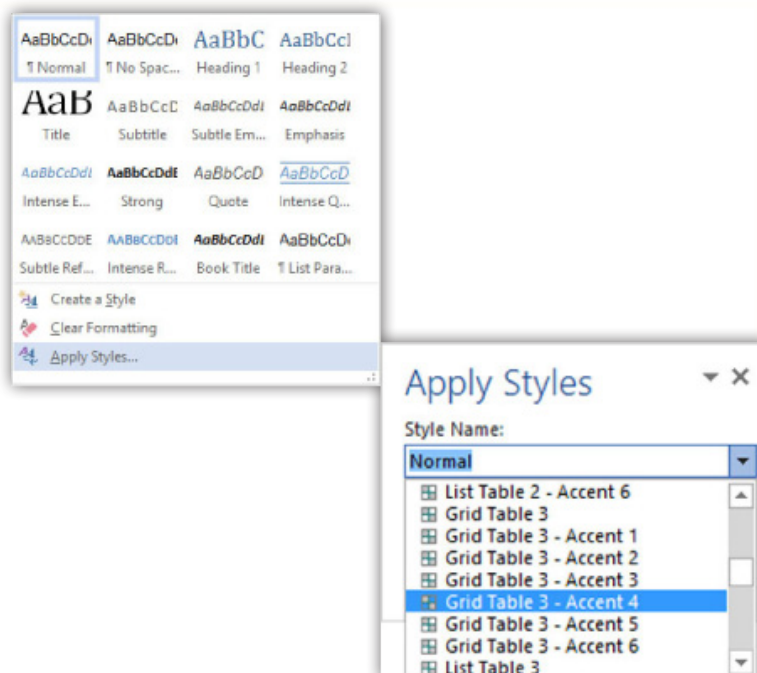 AaBbCcDc AaBbCcDc AaBbC AaBbCcI
¶ Normal ¶ No Spac... Heading 1 Heading 2
AaB AaBbCcD AaBbCcDdI AaBbCcDdI
Title Subtitle Subtle Em... Emphasis
AaBbCcDdI AaBbCcDdE AaBbCcD AaBbCcD
Intense E... Strong Quote Intense Q...
AABBCCDDE AABBCCDDI AaBbCcDdI AaBbCcDc
Subtle Ref... Intense R... Book Title ¶ List Para...
Create a Style
Clear Formatting
Apply Styles...
Apply Styles
Style Name:
Normal
List Table 2 - Accent 6
Grid Table 3
Grid Table 3 - Accent 1
Grid Table 3 - Accent 2
Grid Table 3 - Accent 3
Grid Table 3 - Accent 4
Grid Table 3 - Accent 5
Grid Table 3 - Accent 6
List Table 3